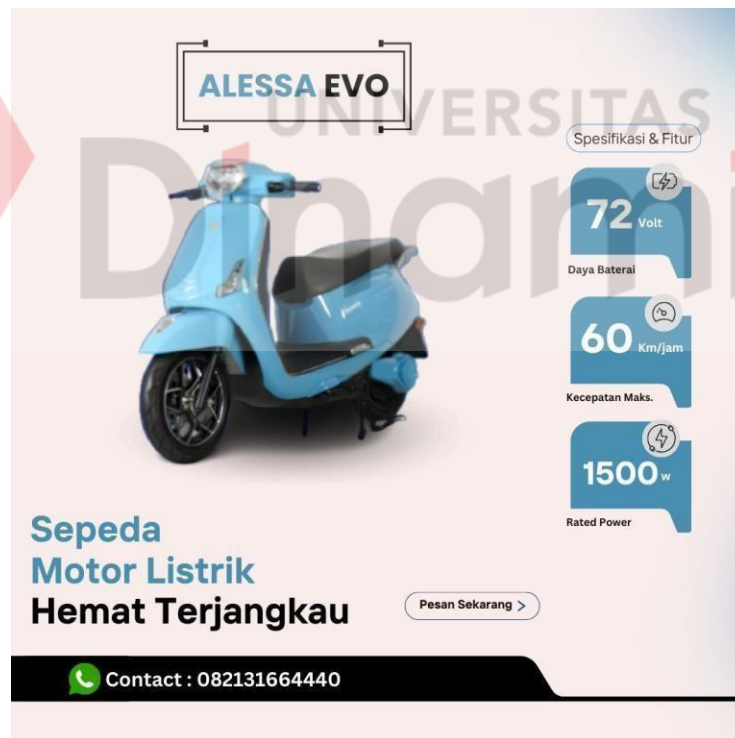 ALESSA EVO
UNIVERSITAS
Dinami
Spesifikasi & Fitur
72 Volt
Daya Baterai
60 Km/jam
Kecepatan Maks.
1500 w
Rated Power
Sepeda
Motor Listrik
Hemat Terjangkau
Pesan Sekarang >
Contact : 082131664440